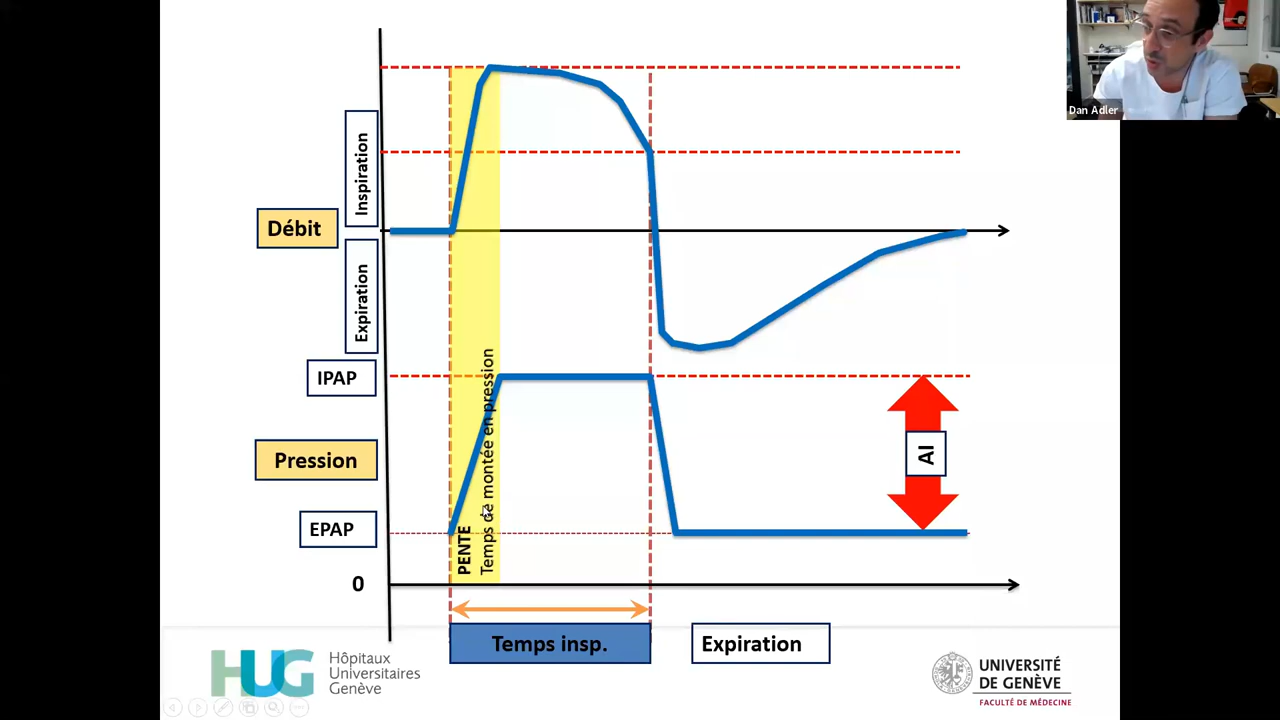 Dan Adler
Inspiration
Débit
Expiration
IPAP
Pression
EPAP
0
PENTE
Temps de montée en pression
AI
Temps insp.
Expiration
HUG
Hôpitaux
Universitaires
Genève
UNIVERSITÉ
DE GENÈVE
FACULTÉ DE MÉDECINE